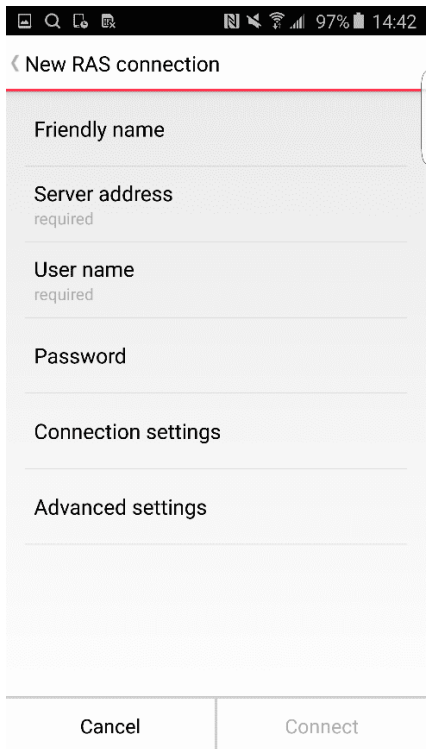 97% 14:42
New RAS connection
Friendly name
Server address
required
User name
required
Password
Connection settings
Advanced settings
Cancel Connect